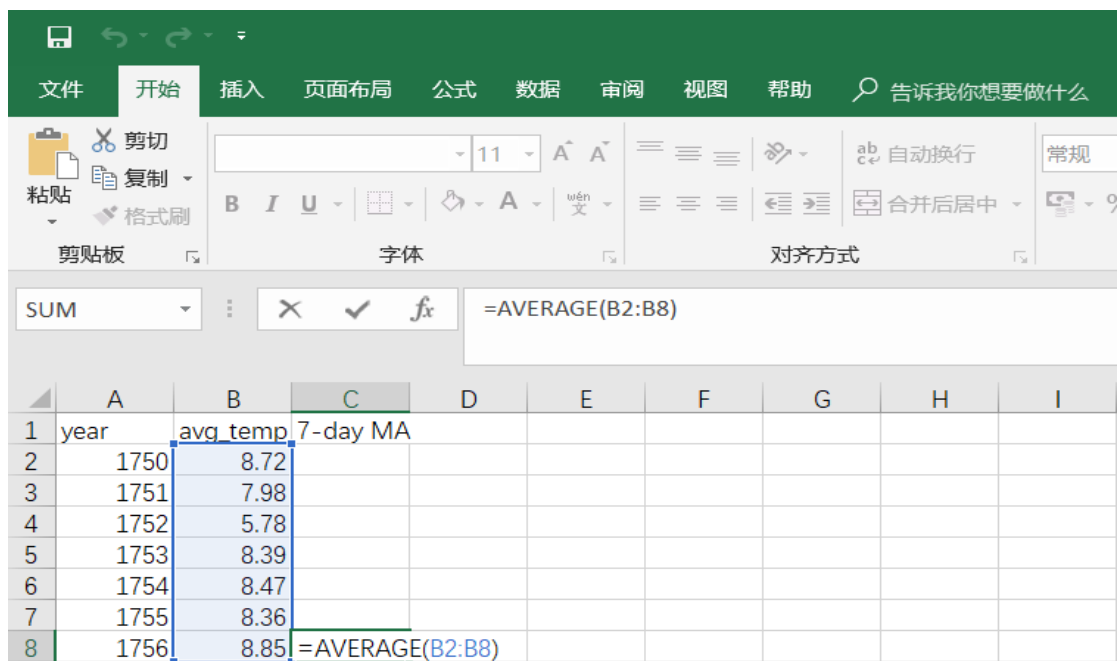 文件 开始 插入 页面布局 公式 数据 审阅 视图 帮助 告诉我你想要做什么
粘贴
剪切
复制
格式刷
剪贴板
11 A A
B I U A wén 文
字体
ab c 自动换行
合并后居中
对齐方式
常规
%
SUM fx =AVERAGE(B2:B8)
A B C D E F G H I
1 year avg_temp 7-day MA
2 1750 8.72
3 1751 7.98
4 1752 5.78
5 1753 8.39
6 1754 8.47
7 1755 8.36
8 1756 8.85 =AVERAGE(B2:B8)